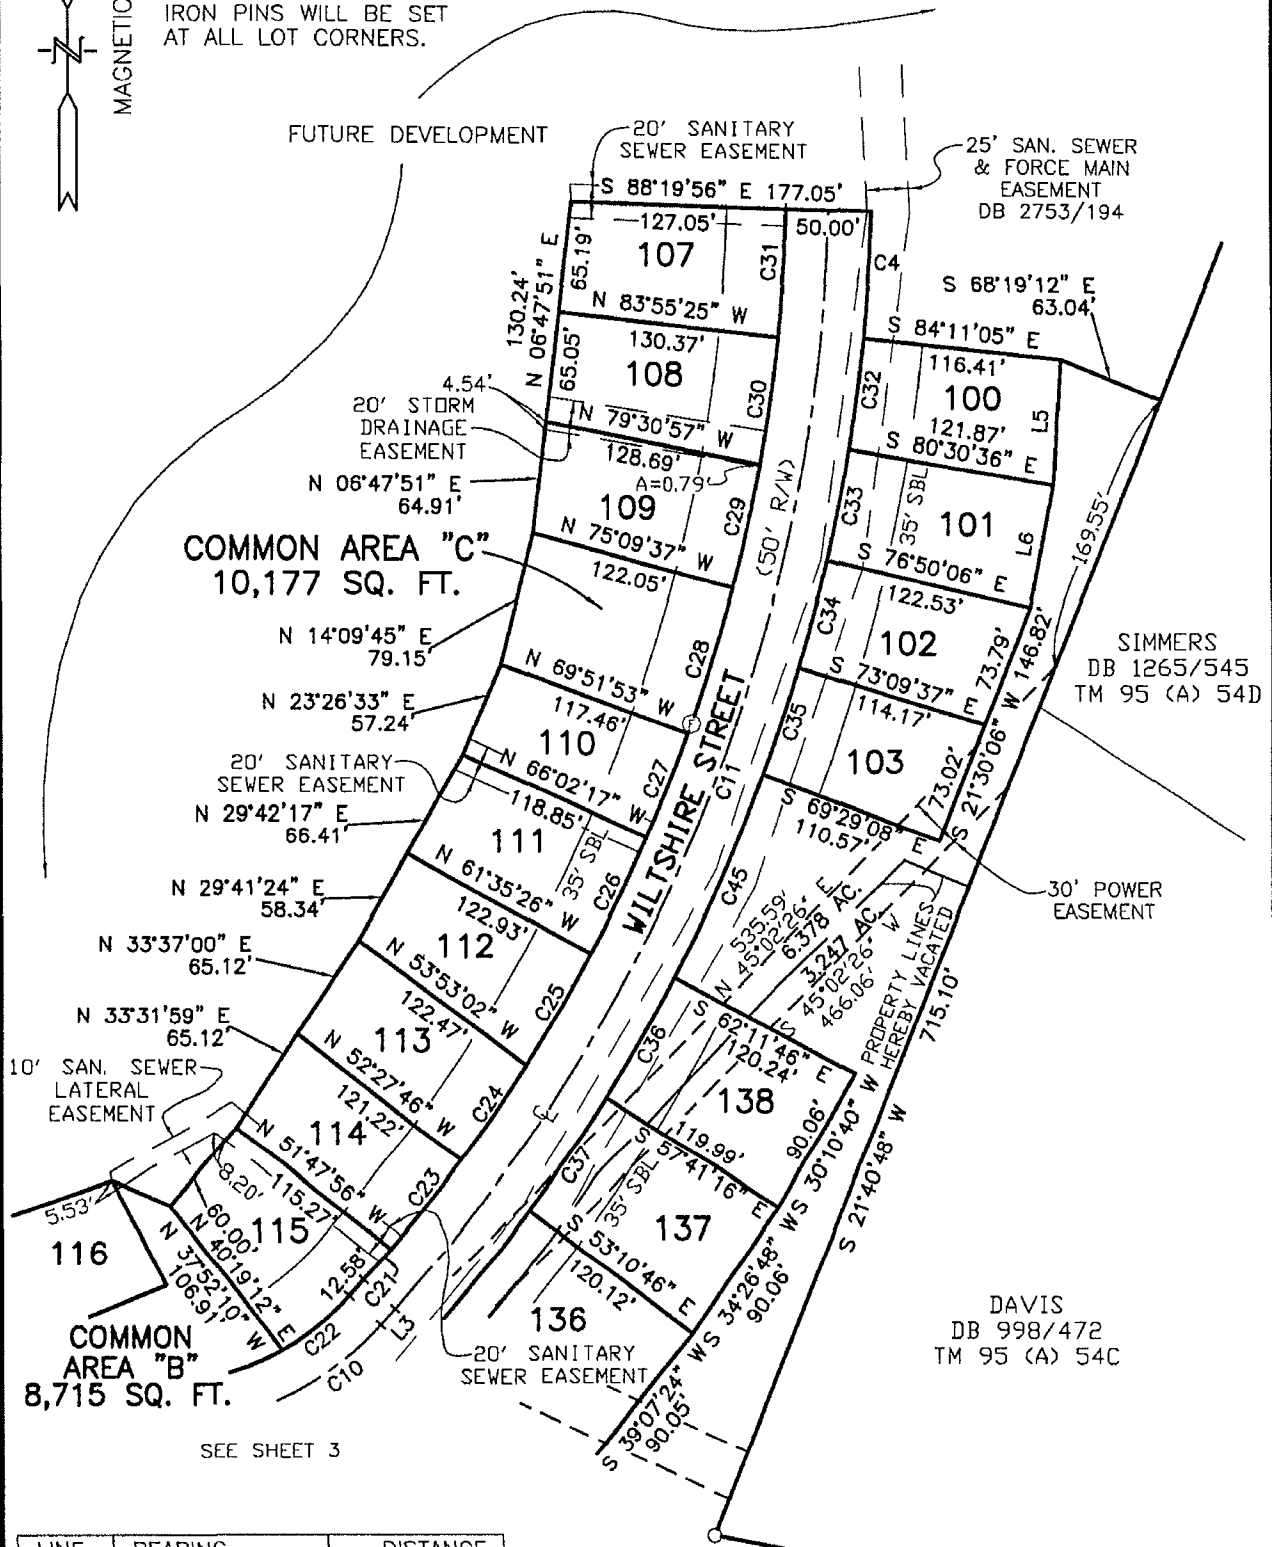 IRON PINS WILL BE SET
AT ALL LOT CORNERS.
MAGNETIC
FUTURE DEVELOPMENT
20' SANITARY
SEWER EASEMENT
25' SAN. SEWER
& FORCE MAIN
EASEMENT
DB 2753/194
S 88°19'56" E 177.05'
127.05'
50.00'
107
C31
C4
65.19'
130.24'
N 06°47'51" E
N 83°55'25" W
S 68°19'12" E
63.04'
S 84°11'05" E
130.37'
108
65.05'
C30
C32
116.41'
100
L5
121.87'
4.54'
20' STORM
DRAINAGE
EASEMENT
N 79°30'57" W
128.69'
A=0.79'
S 80°30'36" E
N 06°47'51" E
64.91'
109
C29
(50' R/W)
C33
35' SBL
101
L6
169.55'
COMMON AREA "C"
10,177 SQ. FT.
N 75°09'37" W
122.05'
S 76°50'06" E
122.53'
N 14°09'45" E
79.15'
C28
C34
102
73.79'
S 21°30'06" W 146.82'
SIMMERS
DB 1265/545
TM 95 (A) 54D
N 69°51'53" W
117.46'
S 73°09'37" E
114.17'
N 23°26'33" E
57.24'
110
C27
WILTSHIRE STREET
C11
C35
103
73.02'
20' SANITARY
SEWER EASEMENT
N 66°02'17" W
118.85'
S 69°29'08" E
110.57'
N 29°42'17" E
66.41'
111
35' SBL
C26
C45
30' POWER
EASEMENT
N 61°35'26" W
122.93'
N 29°41'24" E
58.34'
535.59'
N 45°02'26" E
6.378 AC.
3.247 AC.
S 45°02'26" W
466.06'
PROPERTY LINES
HEREBY VACATED
715.10'
N 33°37'00" E
65.12'
112
C25
N 53°53'02" W
122.47'
S 62°11'46" E
120.24'
N 33°31'59" E
65.12'
113
C24
C36
138
90.06'
S 30°10'40" W
10' SAN. SEWER
LATERAL
EASEMENT
N 52°27'46" W
121.22'
℄
119.99'
S 57°41'16" E
S 21°40'48" W
114
C23
C37
35' SBL
137
N 51°47'56" W
115.27'
8.20'
5.53'
60.00'
N 40°19'12" E
115
12.58'
C21
S 53°10'46" E
120.12'
S 34°26'48" W
90.06'
116
N 37°52'10" W
106.91'
C22
L3
C10
136
DAVIS
DB 998/472
TM 95 (A) 54C
COMMON
AREA "B"
8,715 SQ. FT.
20' SANITARY
SEWER EASEMENT
S 39°07'24" W
90.05'
SEE SHEET 3
LINE BEARING DISTANCE